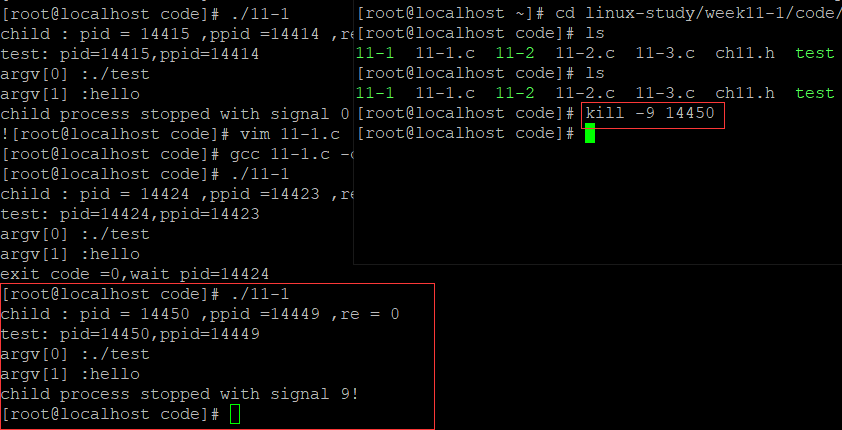 [root@localhost code]# ./11-1
child : pid = 14415 ,ppid =14414 ,re
test: pid=14415,ppid=14414
argv[0] :./test
argv[1] :hello
child process stopped with signal 0
![root@localhost code]# vim 11-1.c
[root@localhost code]# gcc 11-1.c -o
[root@localhost code]# ./11-1
child : pid = 14424 ,ppid =14423 ,re
test: pid=14424,ppid=14423
argv[0] :./test
argv[1] :hello
exit code =0,wait pid=14424
[root@localhost code]# ./11-1
child : pid = 14450 ,ppid =14449 ,re = 0
test: pid=14450,ppid=14449
argv[0] :./test
argv[1] :hello
child process stopped with signal 9!
[root@localhost code]#
[root@localhost ~]# cd linux-study/week11-1/code/
[root@localhost code]# ls
11-1 11-1.c 11-2 11-2.c 11-3.c ch11.h test
[root@localhost code]# ls
11-1 11-1.c 11-2 11-2.c 11-3.c ch11.h test
[root@localhost code]# kill -9 14450
[root@localhost code]#